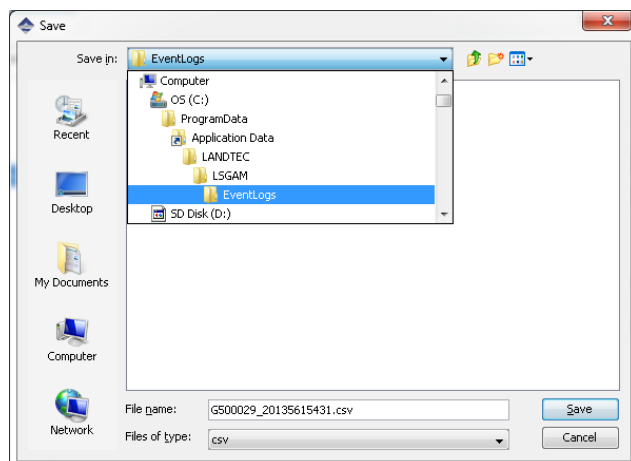 Save
Save in:
EventLogs
Computer
OS (C:)
ProgramData
Application Data
LANDTEC
LSGAM
EventLogs
SD Disk (D:)
Recent
Desktop
My Documents
Computer
Network
File name:
G500029_20135615431.csv
Save
Files of type:
csv
Cancel